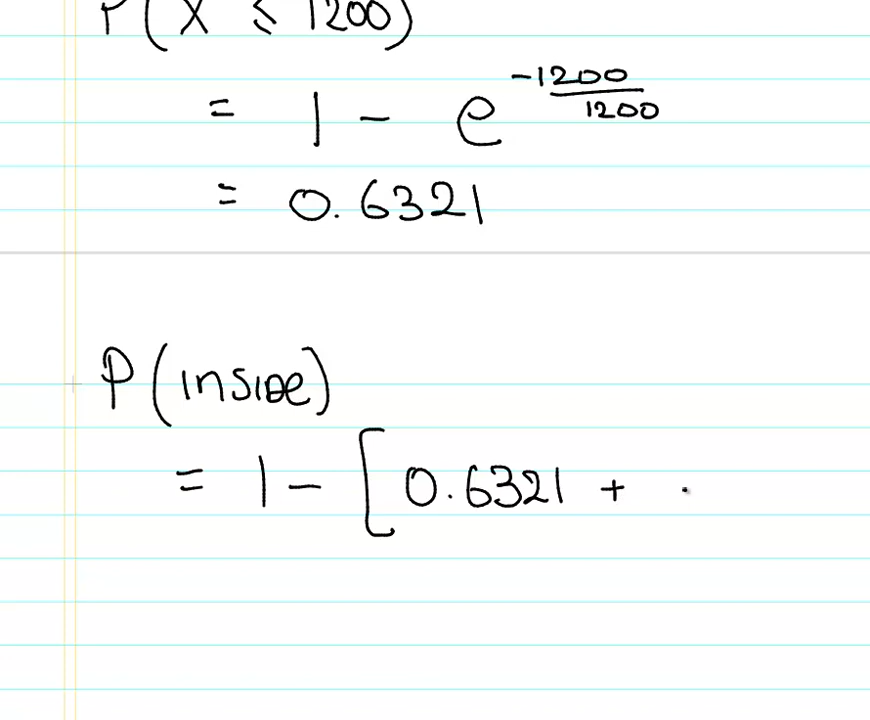 P(X ≤ 1200)
= 1 - e^{-1200/1200}
= 0.6321
P(inside)
= 1 - [0.6321 + .